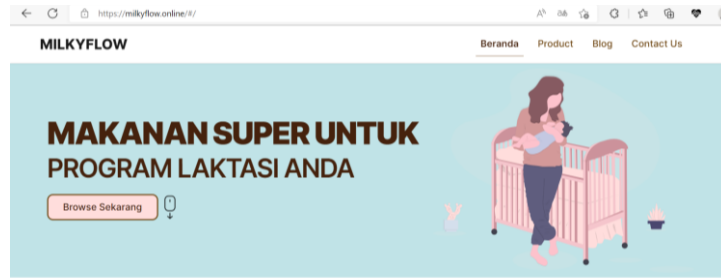 https://milkyflow.online/#/
MILKYFLOW
Beranda Product Blog Contact Us
MAKANAN SUPER UNTUK
PROGRAM LAKTASI ANDA
Browse Sekarang